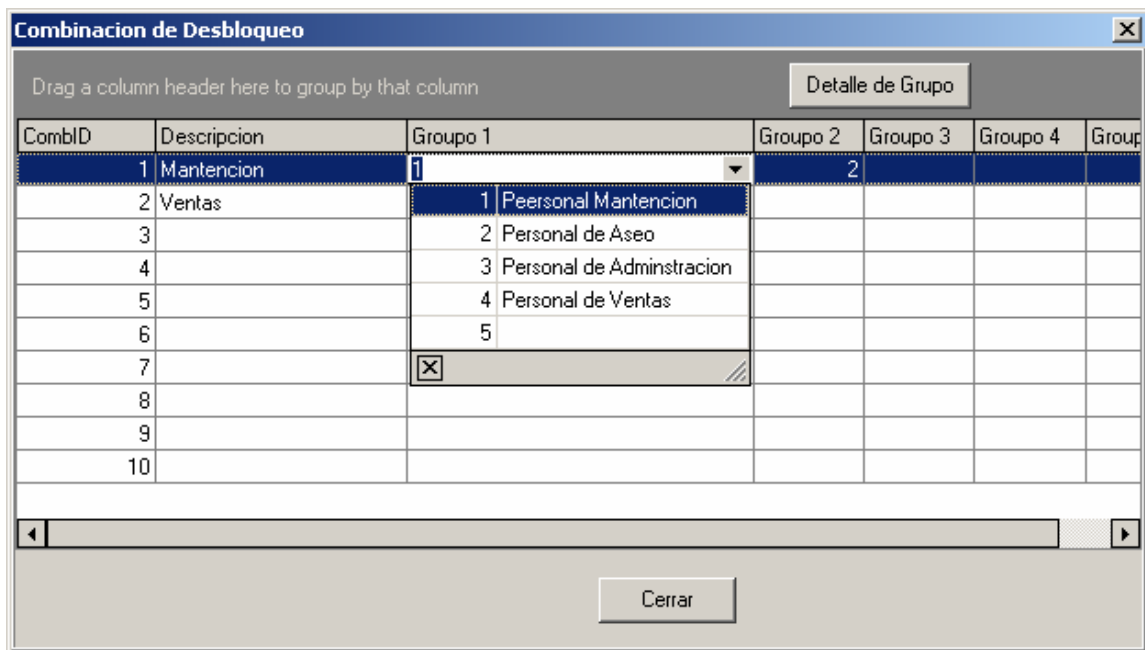 Combinacion de Desbloqueo
Drag a column header here to group by that column Detalle de Grupo
CombID Descripcion Groupo 1 Groupo 2 Groupo 3 Groupo 4 Group
1 Mantencion 1 2
2 Ventas 1 Peersonal Mantencion
3 2 Personal de Aseo
4 3 Personal de Adminstracion
5 4 Personal de Ventas
6 5
7
8
9
10
Cerrar